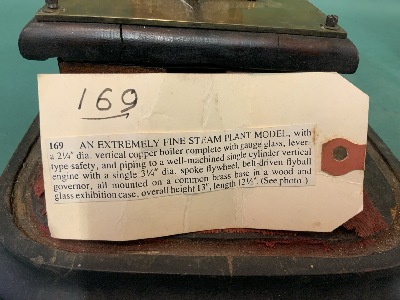 169
169 AN EXTREMELY FINE STEAM PLANT MODEL, with
a 2¼" dia. vertical copper boiler complete with gauge glass, lever
type safety, and piping to a well-machined single cylinder vertical
engine with a single 3¼" dia. spoke flywheel, belt-driven flyball
governor, all mounted on a common brass base in a wood and
glass exhibition case, overall height 13", length 12½". (See photo.)